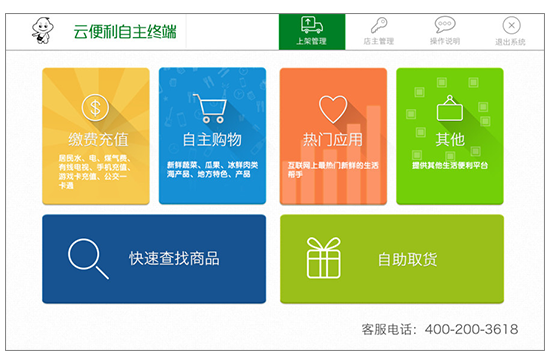 云便利自主终端
上架管理
店主管理
操作说明
退出系统
缴费充值
居民水、电、煤气费、
有线电视、手机充值、
游戏卡充值、公交一
卡通
自主购物
新鲜蔬菜、瓜果、冰鲜肉类
海产品、地方特色、产品
热门应用
互联网上最热门新鲜的生活
帮手
其他
提供其他生活便利平台
快速查找商品
自助取货
客服电话：400-200-3618